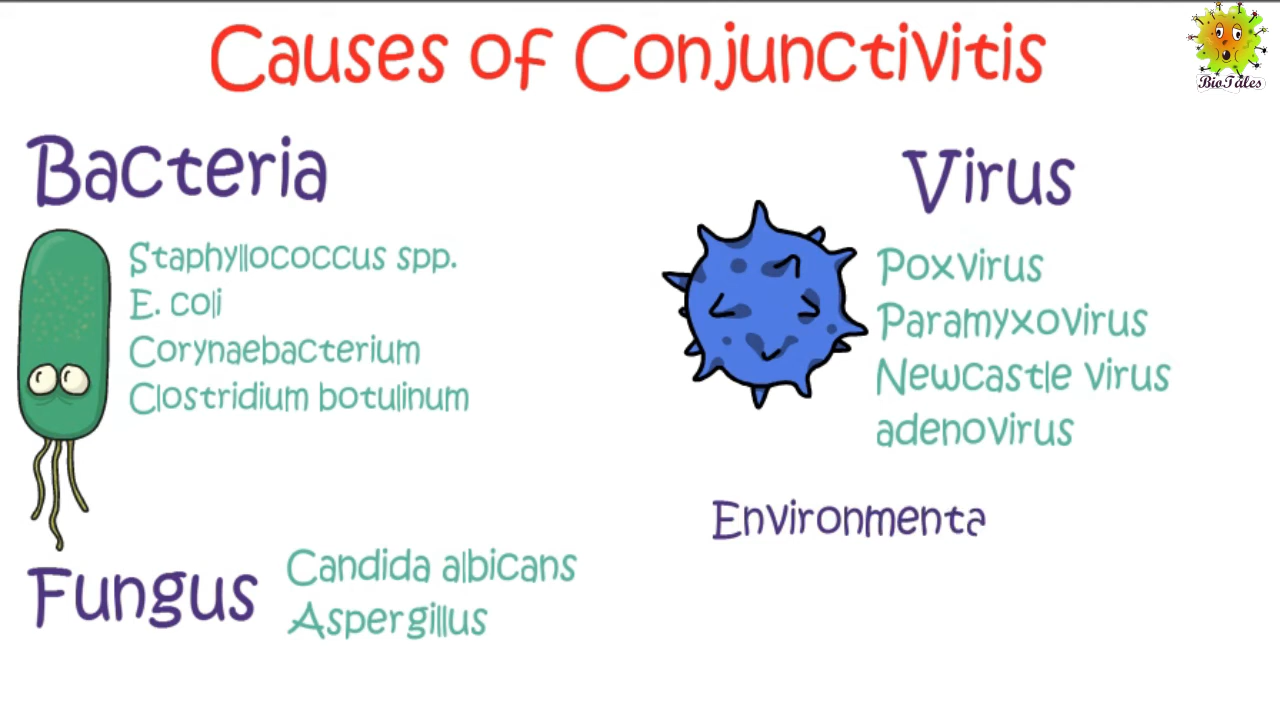 Causes of Conjunctivitis
BioTales
Bacteria
Staphyllococcus spp.
E. coli
Corynaebacterium
Clostridium botulinum
Virus
Poxvirus
Paramyxovirus
Newcastle virus
adenovirus
Environmenta
Fungus
Candida albicans
Aspergillus